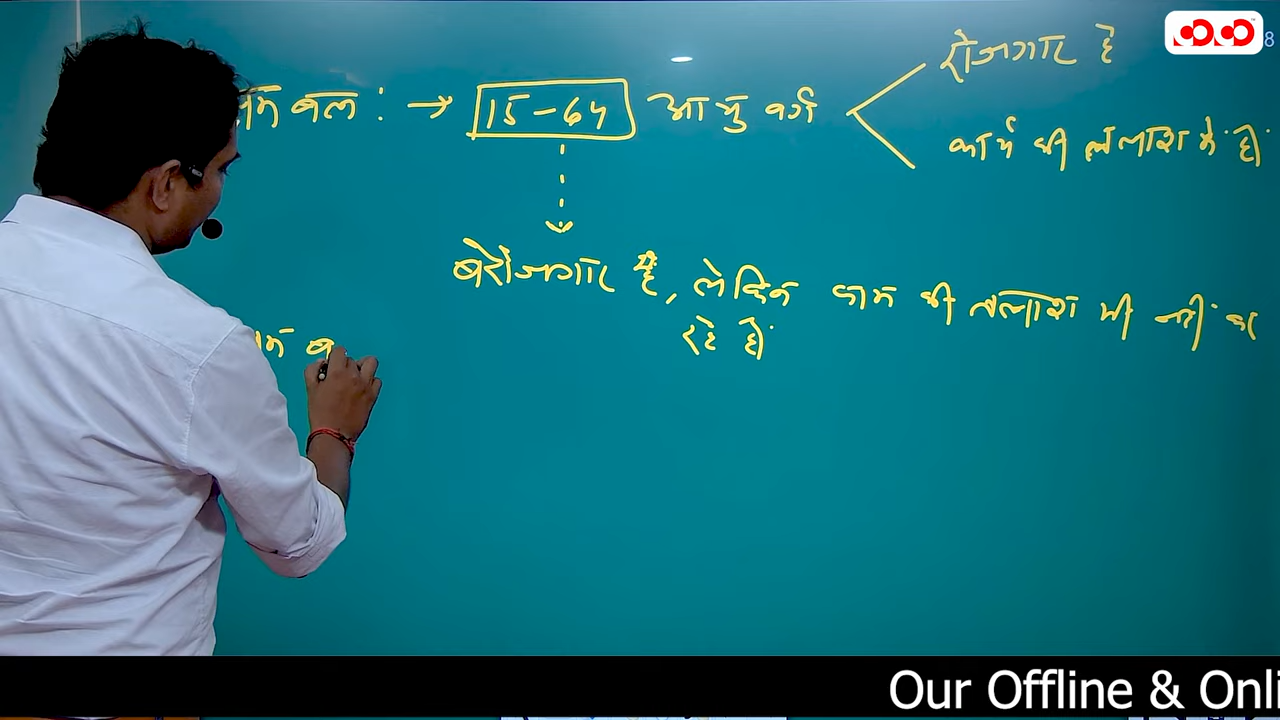 बल : → 15-64 आयु वर्ग
रोजगार है
कार्य की तलाश में हों
बेरोजगार हैं, लेकिन काम की तलाश भी नहीं कर
रहे हों
Our Offline & Onli